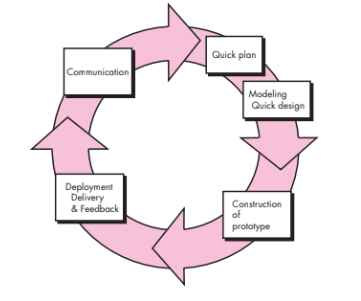 Communication
Quick plan
Modeling
Quick design
Construction
of
prototype
Deployment
Delivery
& Feedback